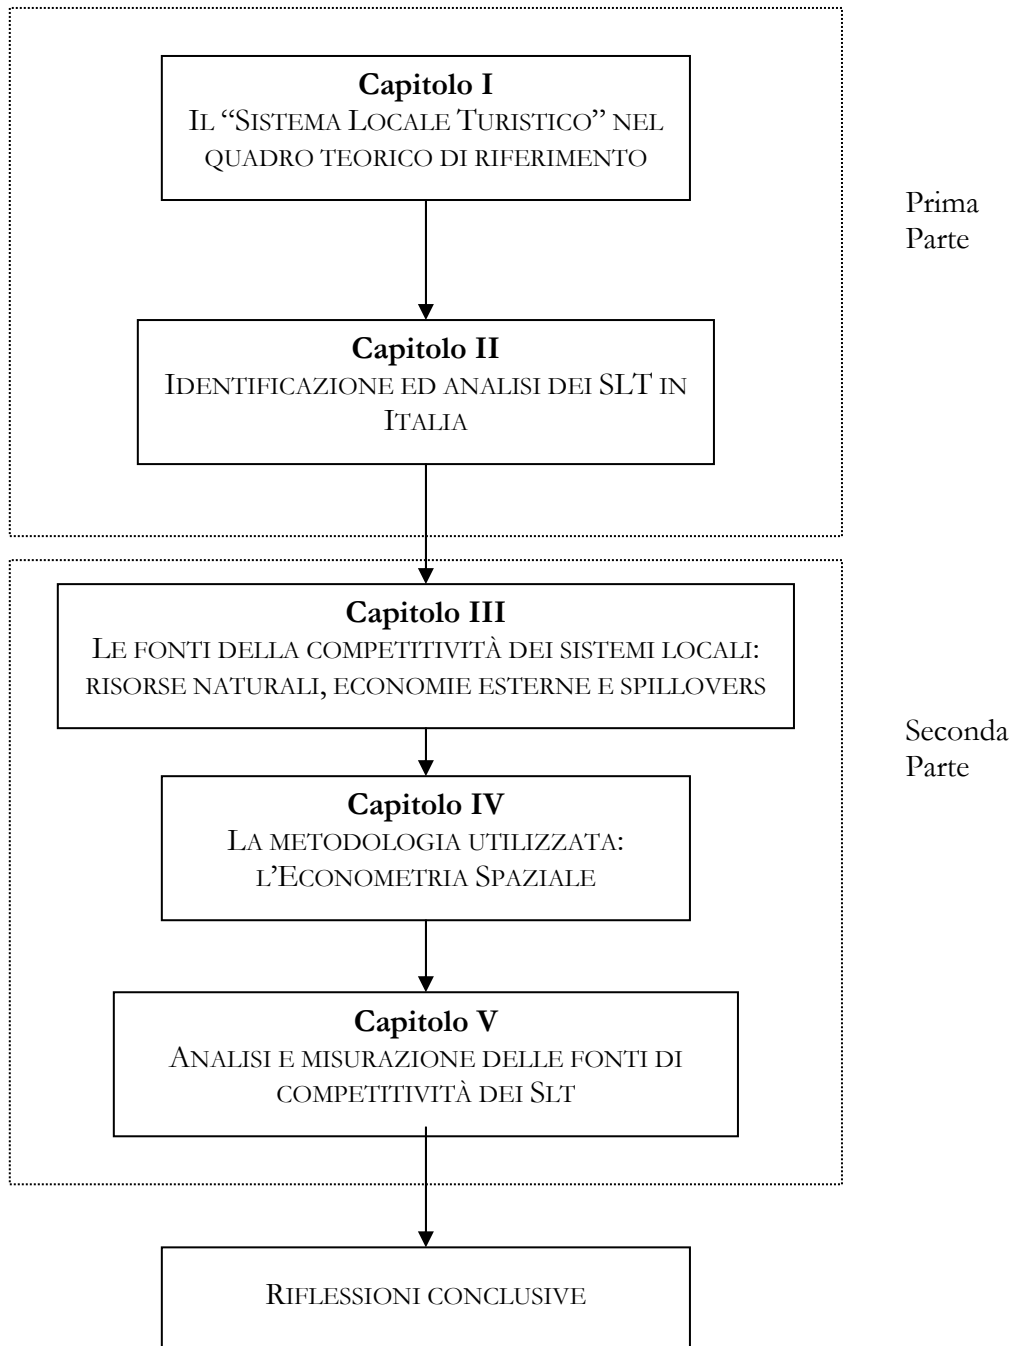 Capitolo I
IL “SISTEMA LOCALE TURISTICO” NEL
QUADRO TEORICO DI RIFERIMENTO
Prima
Parte
Capitolo II
IDENTIFICAZIONE ED ANALISI DEI SLT IN
ITALIA
Capitolo III
LE FONTI DELLA COMPETITIVITÀ DEI SISTEMI LOCALI:
RISORSE NATURALI, ECONOMIE ESTERNE E SPILLOVERS
Seconda
Parte
Capitolo IV
LA METODOLOGIA UTILIZZATA:
L’ECONOMETRIA SPAZIALE
Capitolo V
ANALISI E MISURAZIONE DELLE FONTI DI
COMPETITIVITÀ DEI SLT
RIFLESSIONI CONCLUSIVE